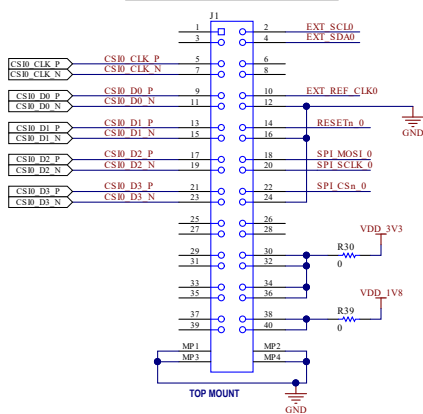 J1
1 2 EXT_SCL0
3 4 EXT_SDA0
CSI0_CLK_P CSI0_CLK_P 5 6
CSI0_CLK_N CSI0_CLK_N 7 8
CSI0_D0_P CSI0_D0_P 9 10 EXT_REF_CLK0
CSI0_D0_N CSI0_D0_N 11 12
GND
CSI0_D1_P CSI0_D1_P 13 14 RESETn_0
CSI0_D1_N CSI0_D1_N 15 16
CSI0_D2_P CSI0_D2_P 17 18 SPI_MOSI_0
CSI0_D2_N CSI0_D2_N 19 20 SPI_SCLK_0
CSI0_D3_P CSI0_D3_P 21 22 SPI_CSn_0
CSI0_D3_N CSI0_D3_N 23 24
25 26
27 28
VDD_3V3
R30
29 30
0
31 32
33 34
35 36
VDD_1V8
R39
37 38
0
39 40
MP1 MP2
MP3 MP4
TOP MOUNT
GND